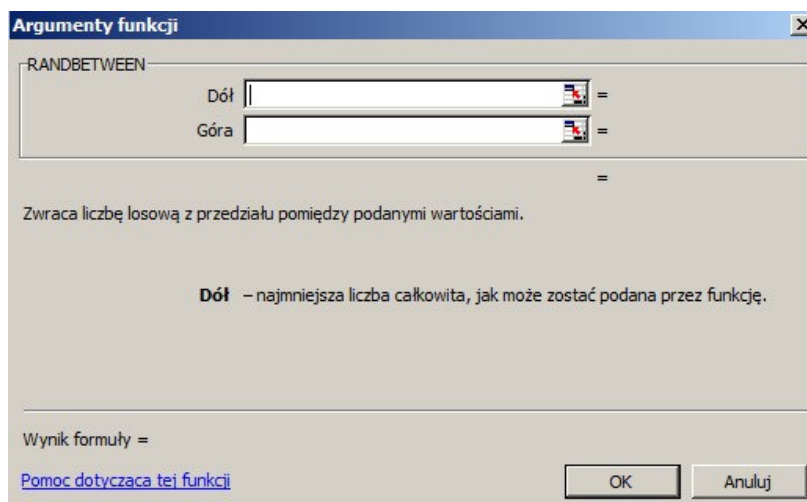 Argumenty funkcji
RANDBETWEEN
Dół =
Góra =
=
Zwraca liczbę losową z przedziału pomiędzy podanymi wartościami.
Dół – najmniejsza liczba całkowita, jak może zostać podana przez funkcję.
Wynik formuły =
Pomoc dotycząca tej funkcji
OK Anuluj